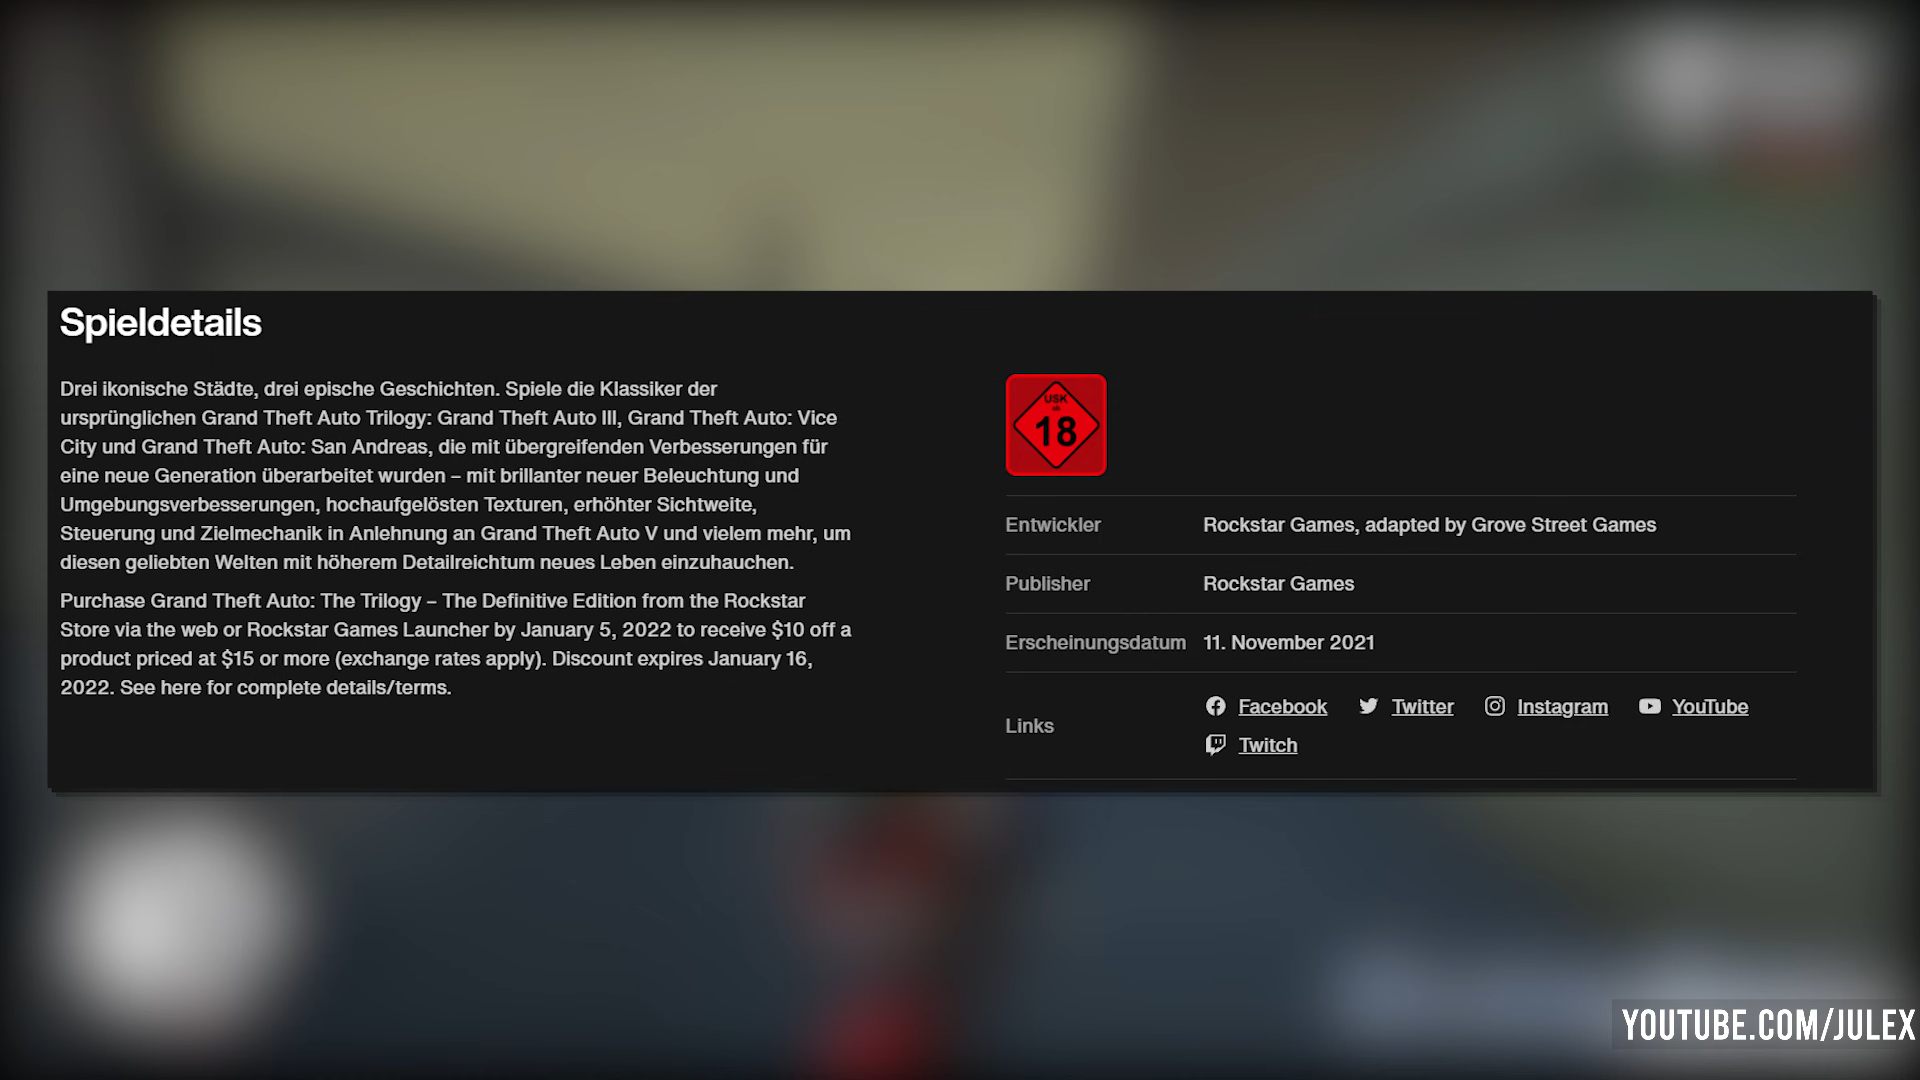 Spieldetails
Drei ikonische Städte, drei epische Geschichten. Spiele die Klassiker der
ursprünglichen Grand Theft Auto Trilogy: Grand Theft Auto III, Grand Theft Auto: Vice
City und Grand Theft Auto: San Andreas, die mit übergreifenden Verbesserungen für
eine neue Generation überarbeitet wurden – mit brillanter neuer Beleuchtung und
Umgebungsverbesserungen, hochaufgelösten Texturen, erhöhter Sichtweite,
Steuerung und Zielmechanik in Anlehnung an Grand Theft Auto V und vielem mehr, um
diesen geliebten Welten mit höherem Detailreichtum neues Leben einzuhauchen.
Purchase Grand Theft Auto: The Trilogy – The Definitive Edition from the Rockstar
Store via the web or Rockstar Games Launcher by January 5, 2022 to receive $10 off a
product priced at $15 or more (exchange rates apply). Discount expires January 16,
2022. See here for complete details/terms.
USK
ab
18
Entwickler Rockstar Games, adapted by Grove Street Games
Publisher Rockstar Games
Erscheinungsdatum 11. November 2021
Links Facebook Twitter Instagram YouTube
Twitch
YOUTUBE.COM/JULEX